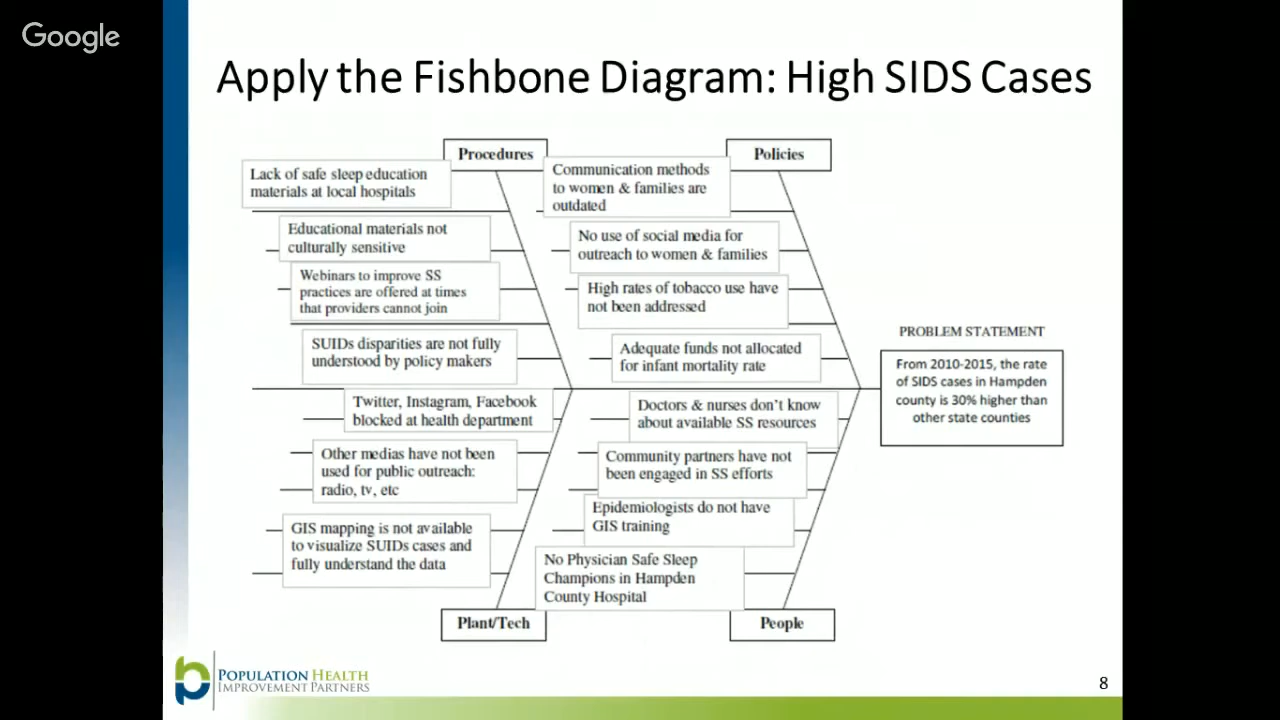 Google
Apply the Fishbone Diagram: High SIDS Cases
Procedures
Lack of safe sleep education
materials at local hospitals
Educational materials not
culturally sensitive
Webinars to improve SS
practices are offered at times
that providers cannot join
SUIDs disparities are not fully
understood by policy makers
Policies
Communication methods
to women & families are
outdated
No use of social media for
outreach to women & families
High rates of tobacco use have
not been addressed
Adequate funds not allocated
for infant mortality rate
PROBLEM STATEMENT
From 2010-2015, the rate
of SIDS cases in Hampden
county is 30% higher than
other state counties
Twitter, Instagram, Facebook
blocked at health department
Other medias have not been
used for public outreach:
radio, tv, etc
GIS mapping is not available
to visualize SUIDs cases and
fully understand the data
Plant/Tech
Doctors & nurses don't know
about available SS resources
Community partners have not
been engaged in SS efforts
Epidemiologists do not have
GIS training
No Physician Safe Sleep
Champions in Hampden
County Hospital
People
POPULATION HEALTH
IMPROVEMENT PARTNERS
8